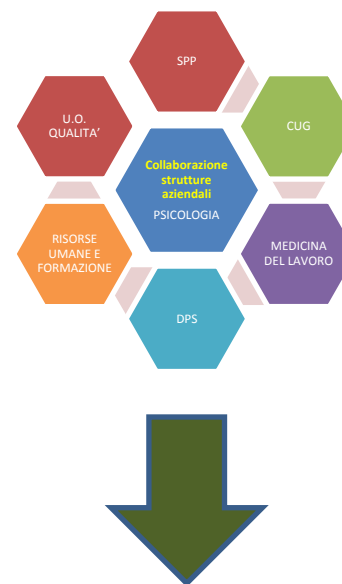 SPP
U.O.
QUALITA’
CUG
Collaborazione
strutture
aziendali
PSICOLOGIA
RISORSE
UMANE E
FORMAZIONE
MEDICINA
DEL LAVORO
DPS